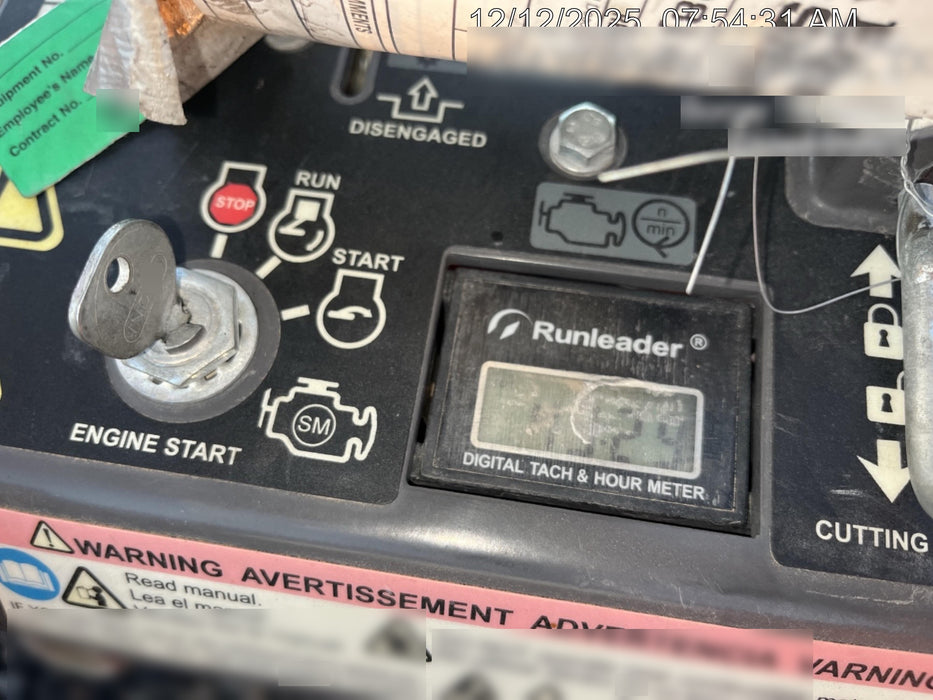 12/12/2025 07:54:31 AM
Equipment No.
Employee's Name
Contract No.
DISENGAGED
STOP
RUN
START
n
min
Runleader ®
DIGITAL TACH & HOUR METER
SM
ENGINE START
CUTTING
WARNING AVERTISSEMENT
WARNING
Read manual.
Lea el